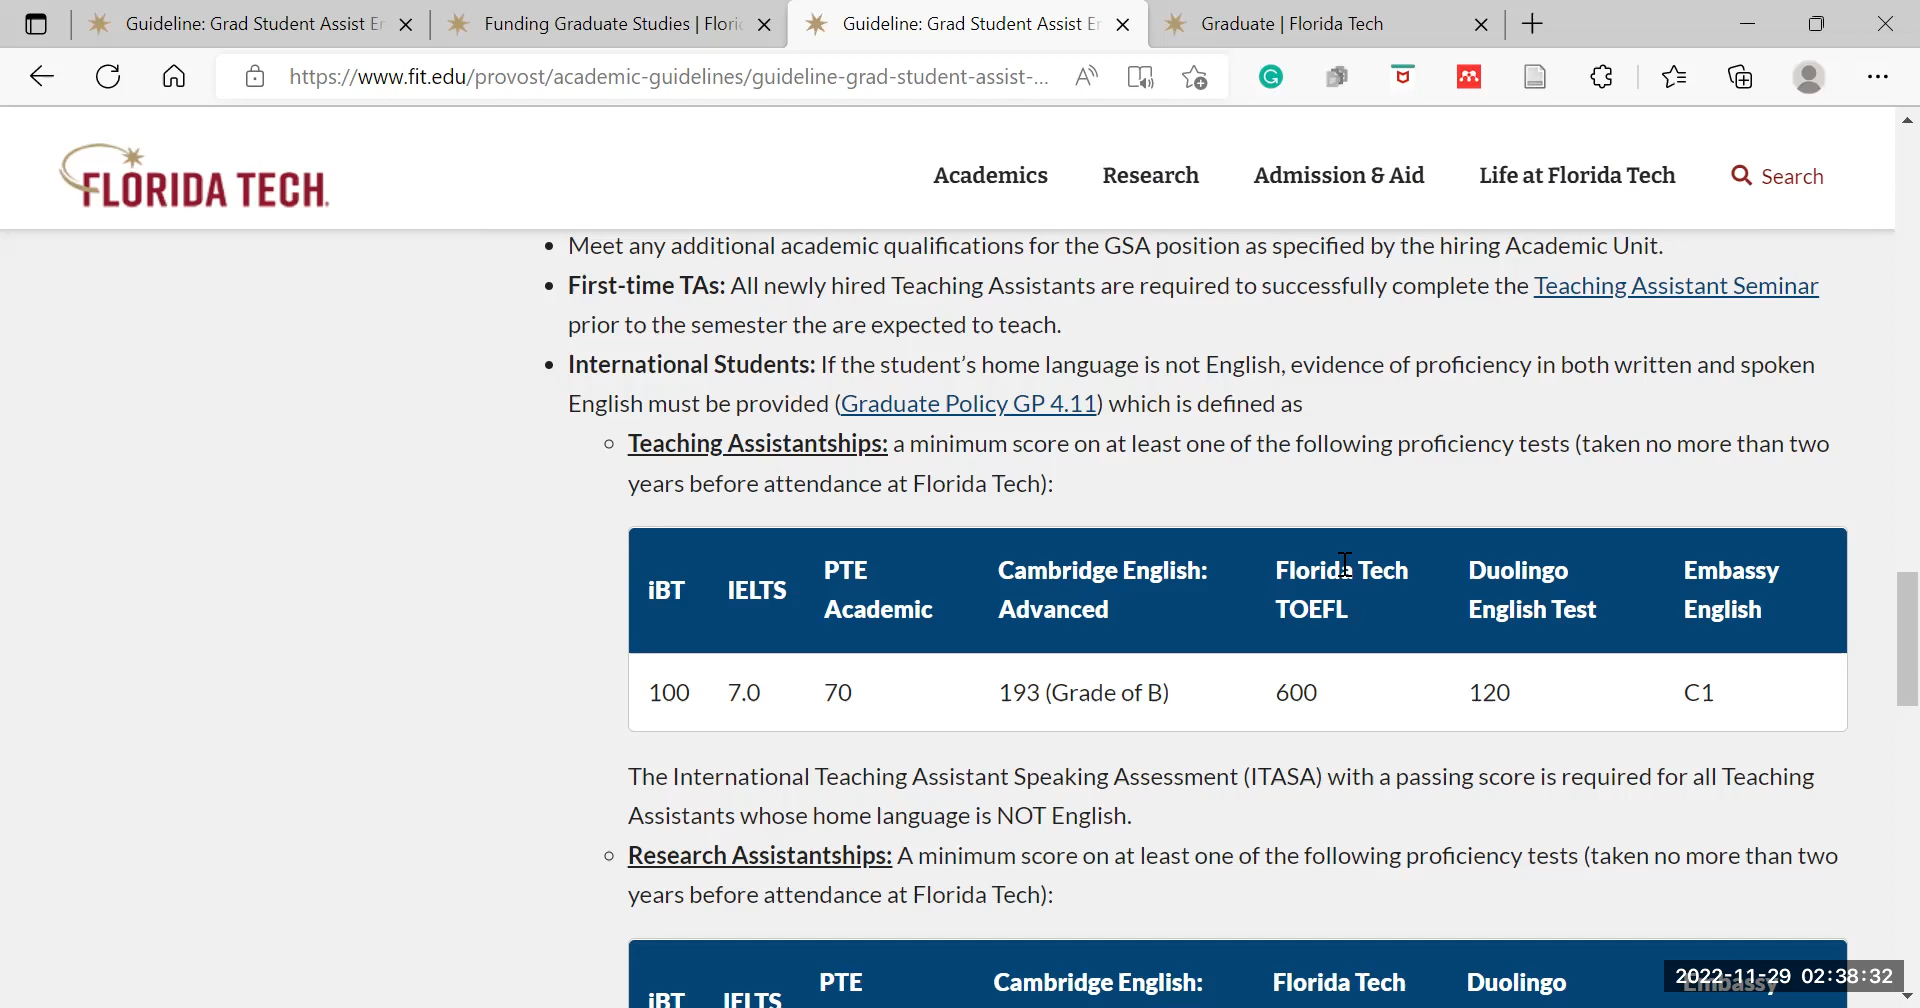 Guideline: Grad Student Assist Er
Funding Graduate Studies | Floric
Guideline: Grad Student Assist Er
Graduate | Florida Tech
https://www.fit.edu/provost/academic-guidelines/guideline-grad-student-assist-...
FLORIDA TECH
Academics
Research
Admission & Aid
Life at Florida Tech
Search
• Meet any additional academic qualifications for the GSA position as specified by the hiring Academic Unit.
• First-time TAs: All newly hired Teaching Assistants are required to successfully complete the Teaching Assistant Seminar
prior to the semester the are expected to teach.
• International Students: If the student’s home language is not English, evidence of proficiency in both written and spoken
English must be provided (Graduate Policy GP 4.11) which is defined as
Teaching Assistantships: a minimum score on at least one of the following proficiency tests (taken no more than two
years before attendance at Florida Tech):
iBT IELTS PTE Academic Cambridge English: Advanced Florida Tech TOEFL Duolingo English Test Embassy English
100 7.0 70 193 (Grade of B) 600 120 C1
The International Teaching Assistant Speaking Assessment (ITASA) with a passing score is required for all Teaching
Assistants whose home language is NOT English.
Research Assistantships: A minimum score on at least one of the following proficiency tests (taken no more than two
years before attendance at Florida Tech):
iBT IELTS PTE Cambridge English: Florida Tech Duolingo Embassy
2022-11-29 02:38:32